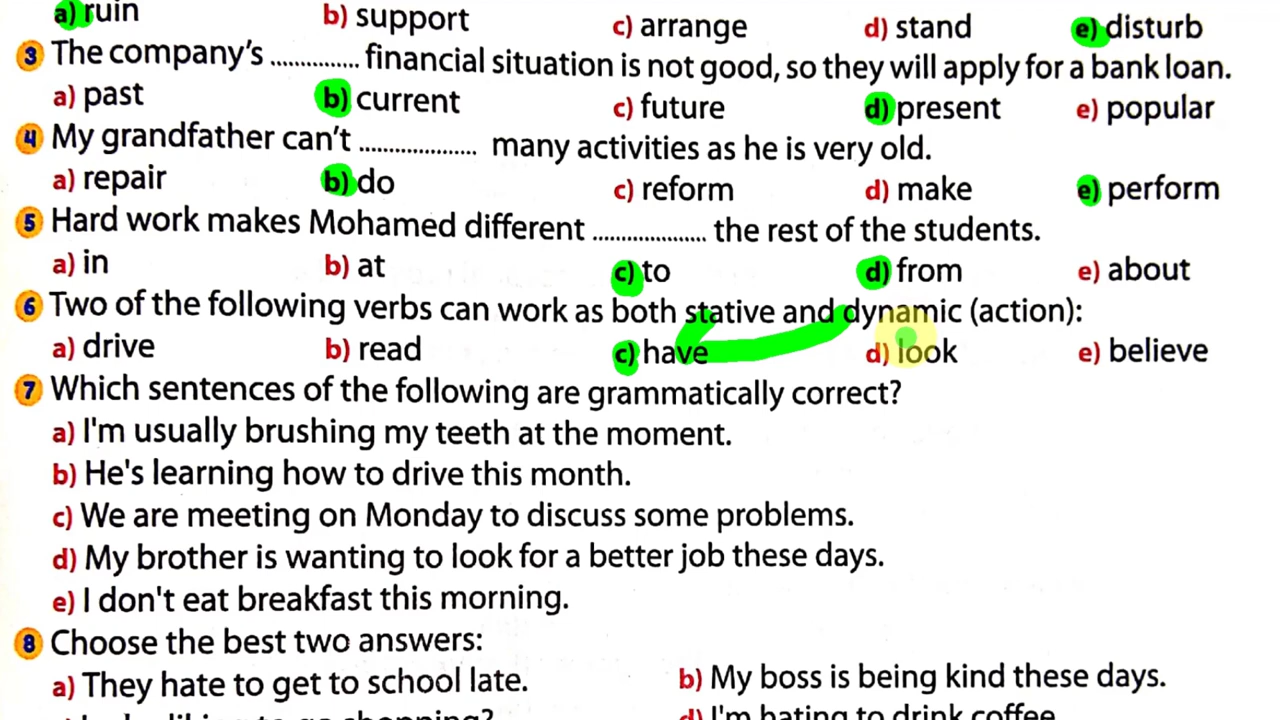 a) ruin b) support c) arrange d) stand e) disturb
3 The company's ............... financial situation is not good, so they will apply for a bank loan.
a) past b) current c) future d) present e) popular
4 My grandfather can't .................... many activities as he is very old.
a) repair b) do c) reform d) make e) perform
5 Hard work makes Mohamed different .................... the rest of the students.
a) in b) at c) to d) from e) about
6 Two of the following verbs can work as both stative and dynamic (action):
a) drive b) read c) have d) look e) believe
7 Which sentences of the following are grammatically correct?
a) I'm usually brushing my teeth at the moment.
b) He's learning how to drive this month.
c) We are meeting on Monday to discuss some problems.
d) My brother is wanting to look for a better job these days.
e) I don't eat breakfast this morning.
8 Choose the best two answers:
a) They hate to get to school late. b) My boss is being kind these days.
to go shopping? d) I'm hating to drink coffee.